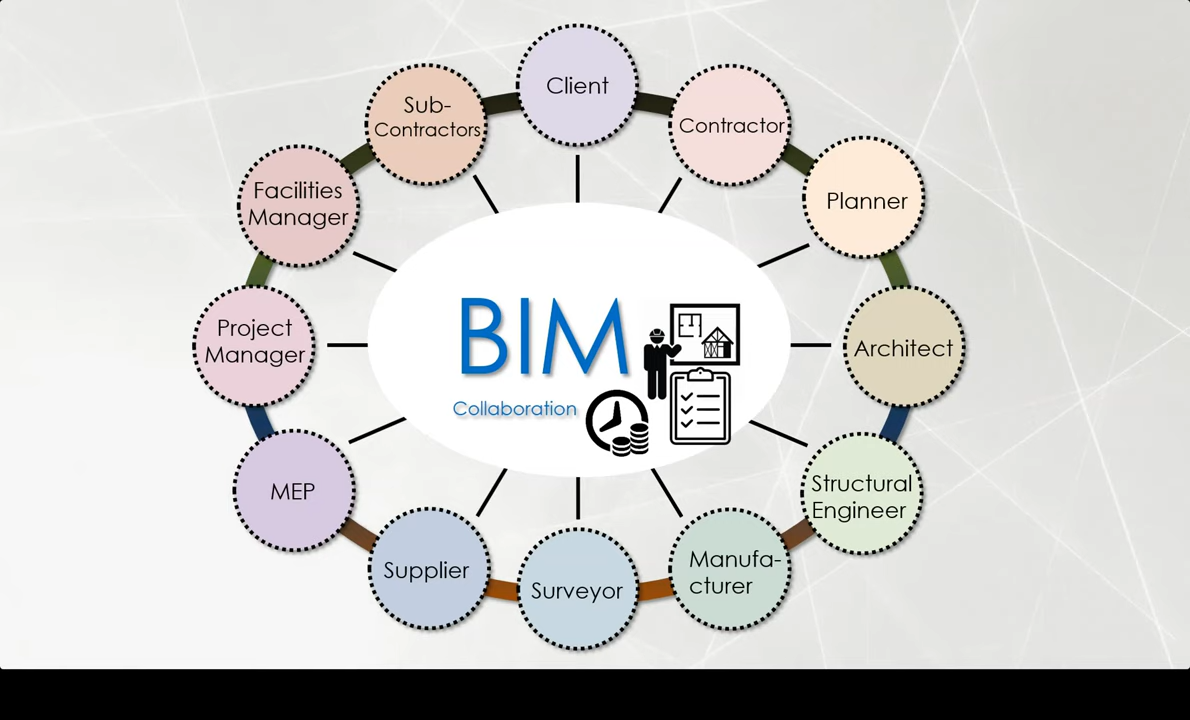 Client
Sub-
Contractors
Contractor
Facilities
Manager
Planner
Project
Manager
BIM
Collaboration
Architect
MEP
Structural
Engineer
Supplier
Surveyor
Manufa-
cturer